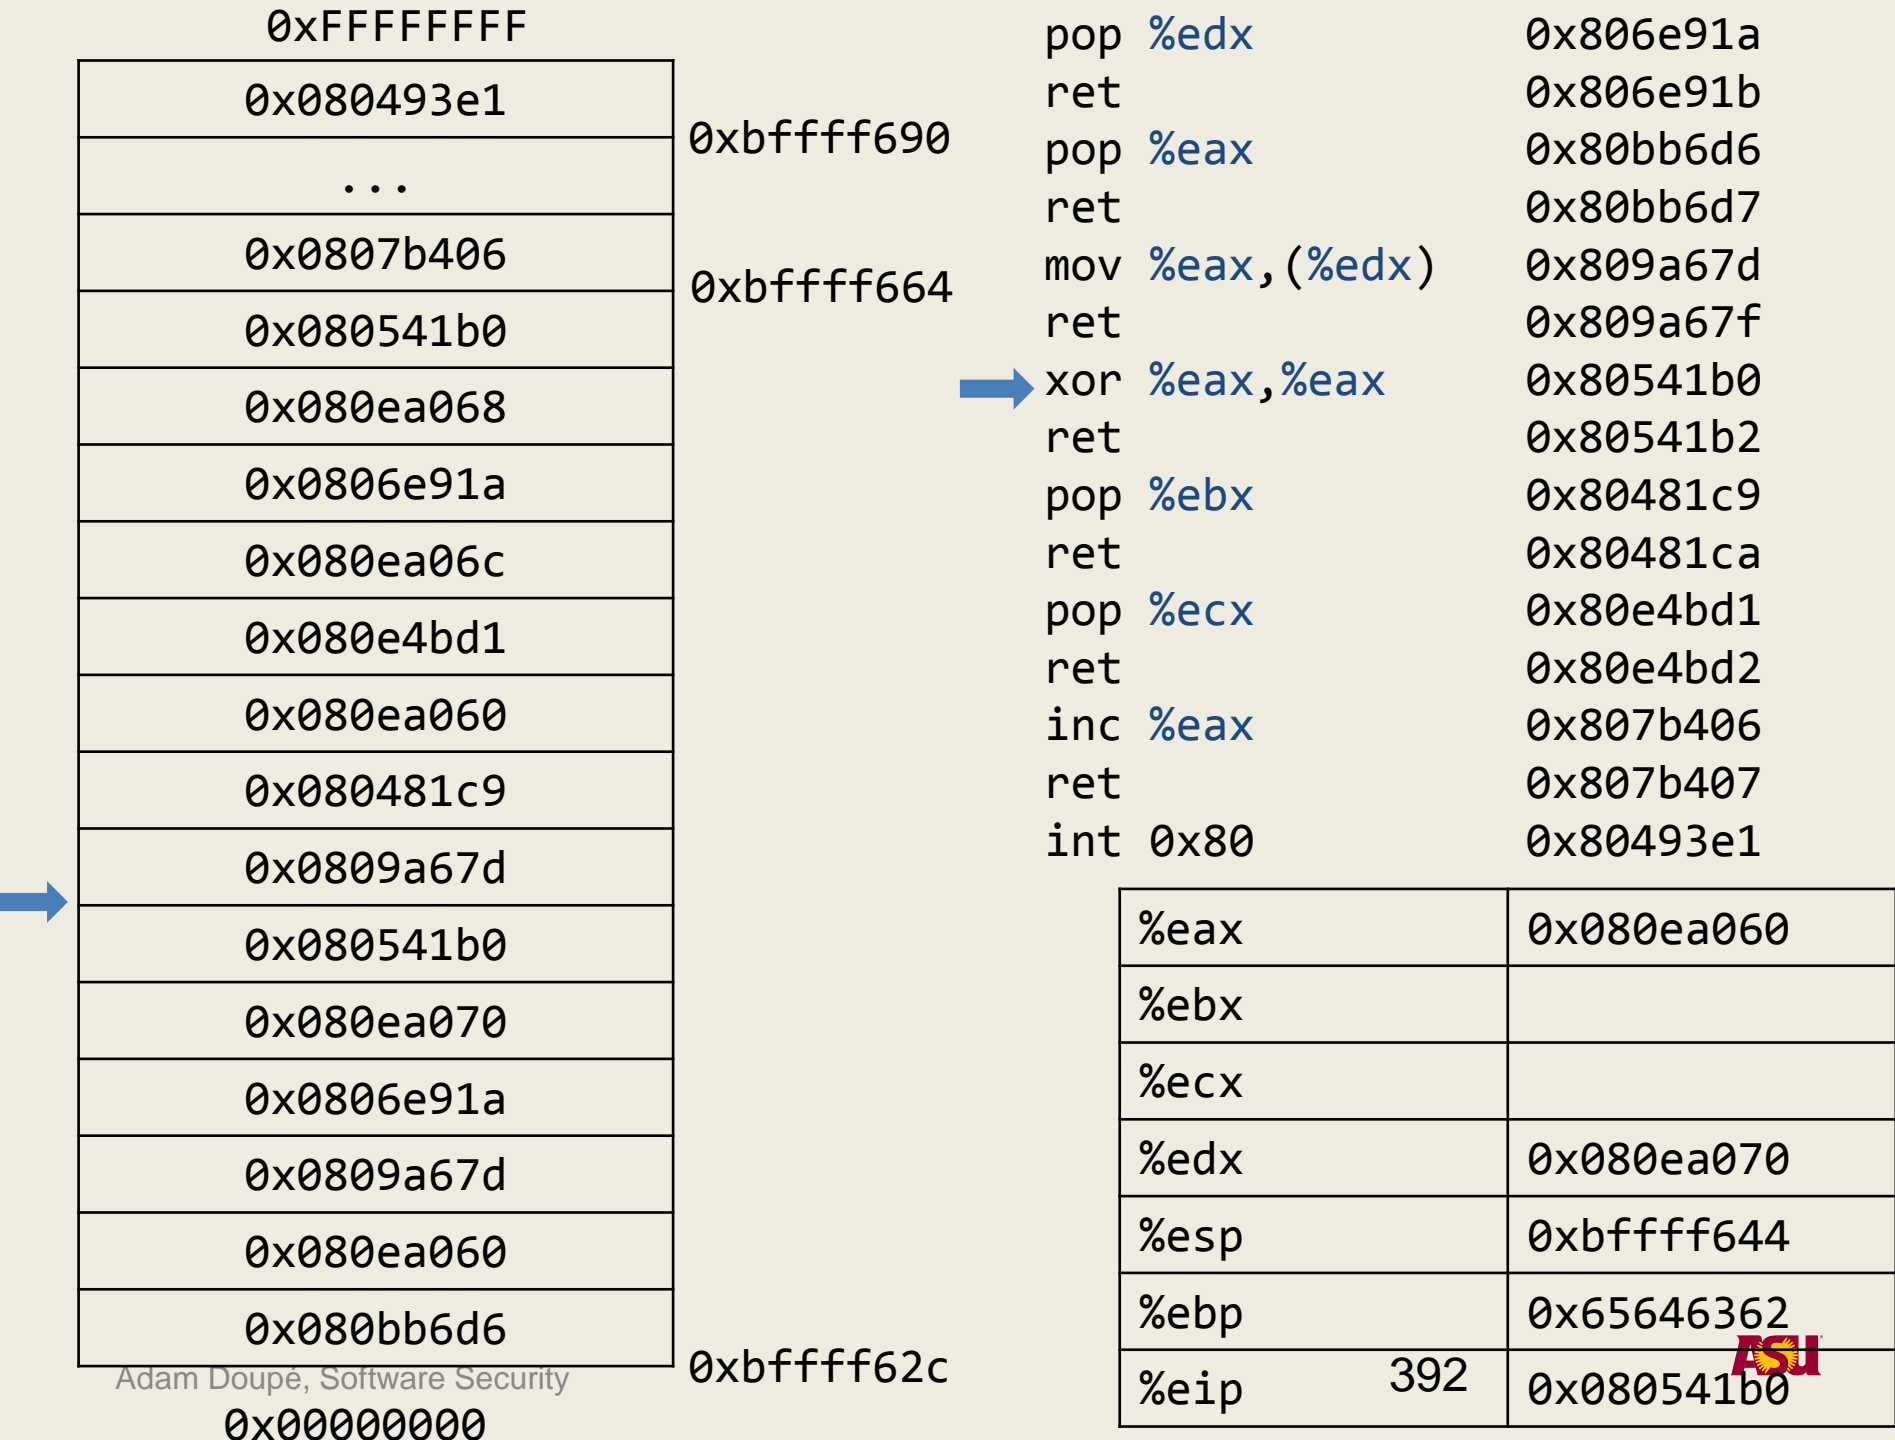 0xFFFFFFFF
0x080493e1
0xbffff690
...
0x0807b406
0xbffff664
0x080541b0
0x080ea068
0x0806e91a
0x080ea06c
0x080e4bd1
0x080ea060
0x080481c9
0x0809a67d
0x080541b0
0x080ea070
0x0806e91a
0x0809a67d
0x080ea060
0x080bb6d6
0xbffff62c
Adam Doupé, Software Security
0x00000000
pop %edx 0x806e91a
ret 0x806e91b
pop %eax 0x80bb6d6
ret 0x80bb6d7
mov %eax,(%edx) 0x809a67d
ret 0x809a67f
xor %eax,%eax 0x80541b0
ret 0x80541b2
pop %ebx 0x80481c9
ret 0x80481ca
pop %ecx 0x80e4bd1
ret 0x80e4bd2
inc %eax 0x807b406
ret 0x807b407
int 0x80 0x80493e1
%eax 0x080ea060
%ebx
%ecx
%edx 0x080ea070
%esp 0xbffff644
%ebp 0x65646362
%eip 0x080541b0
392
ASU